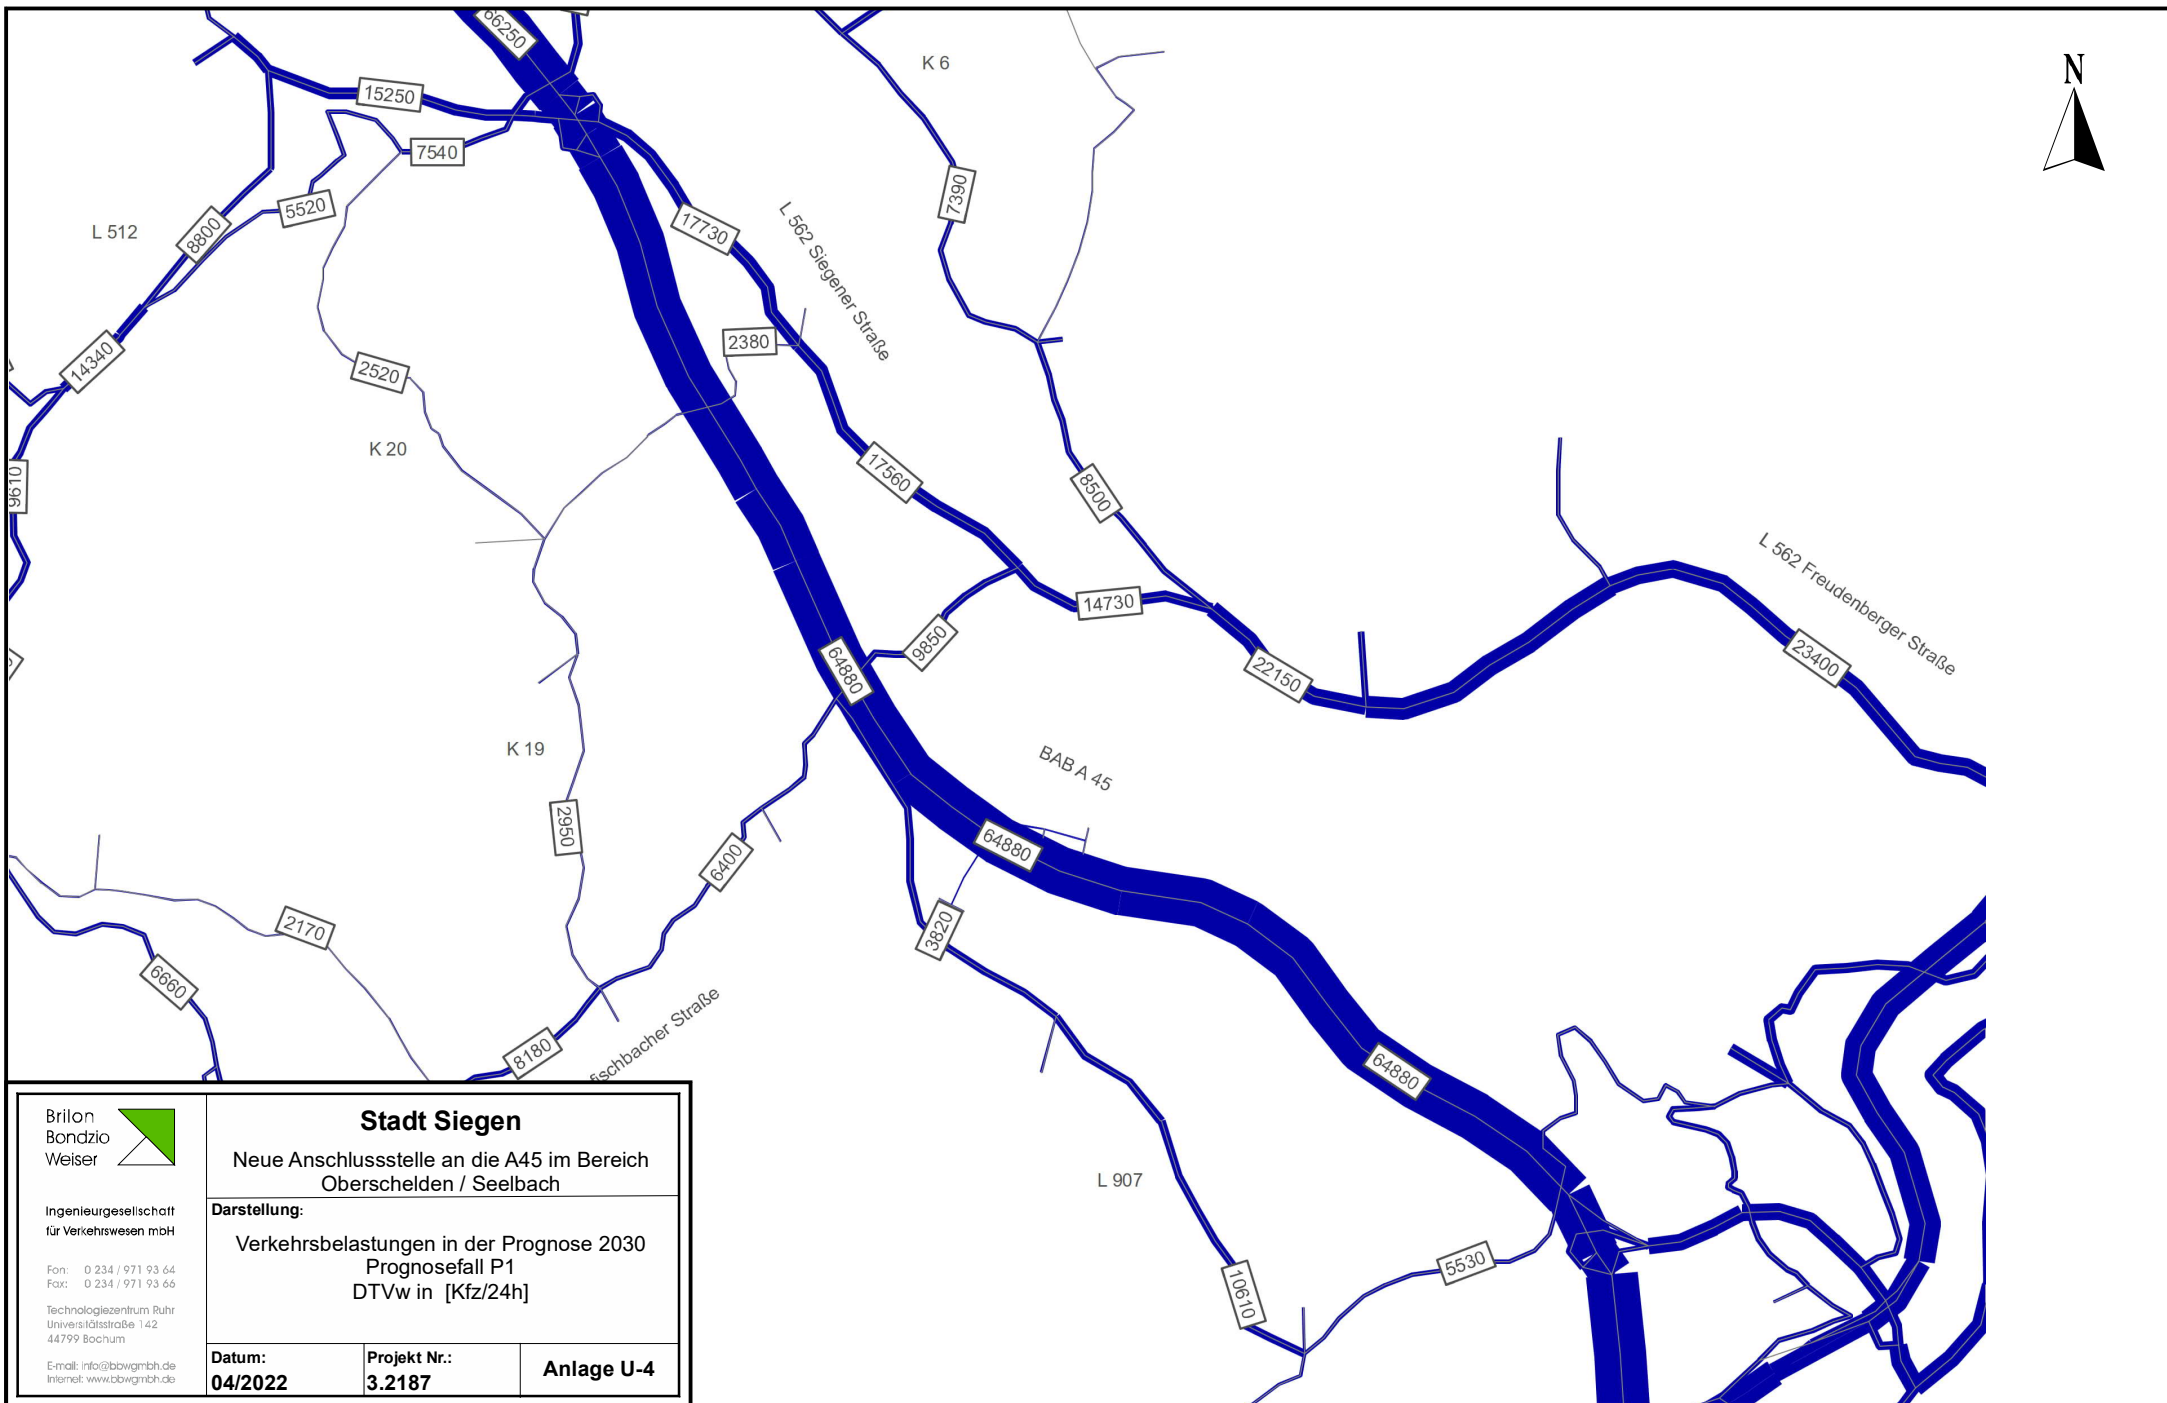 66250
K 6
N
15250
7540
7390
5520
8800
17730
L 562 Siegener Straße
L 512
14340
2380
2520
K 20
17560
9610
8500
L 562 Freudenberger Straße
14730
9850
23400
64880
22150
K 19
BAB A 45
2950
64880
6400
2170
3820
6660
8180
fischbacher Straße
64880
L 907
5530
10610
Brilon
Bondzio
Weiser
Ingenieurgesellschaft
für Verkehrswesen mbH
Fon: 0 234 / 971 93 64
Fax: 0 234 / 971 93 66
Technologiezentrum Ruhr
Universitätsstraße 142
44799 Bochum
E-mail: info@bbwgmbh.de
Internet: www.bbwgmbh.de
Stadt Siegen
Neue Anschlussstelle an die A45 im Bereich
Oberschelden / Seelbach
Darstellung:
Verkehrsbelastungen in der Prognose 2030
Prognosefall P1
DTVw in [Kfz/24h]
Datum:
04/2022
Projekt Nr.:
3.2187
Anlage U-4